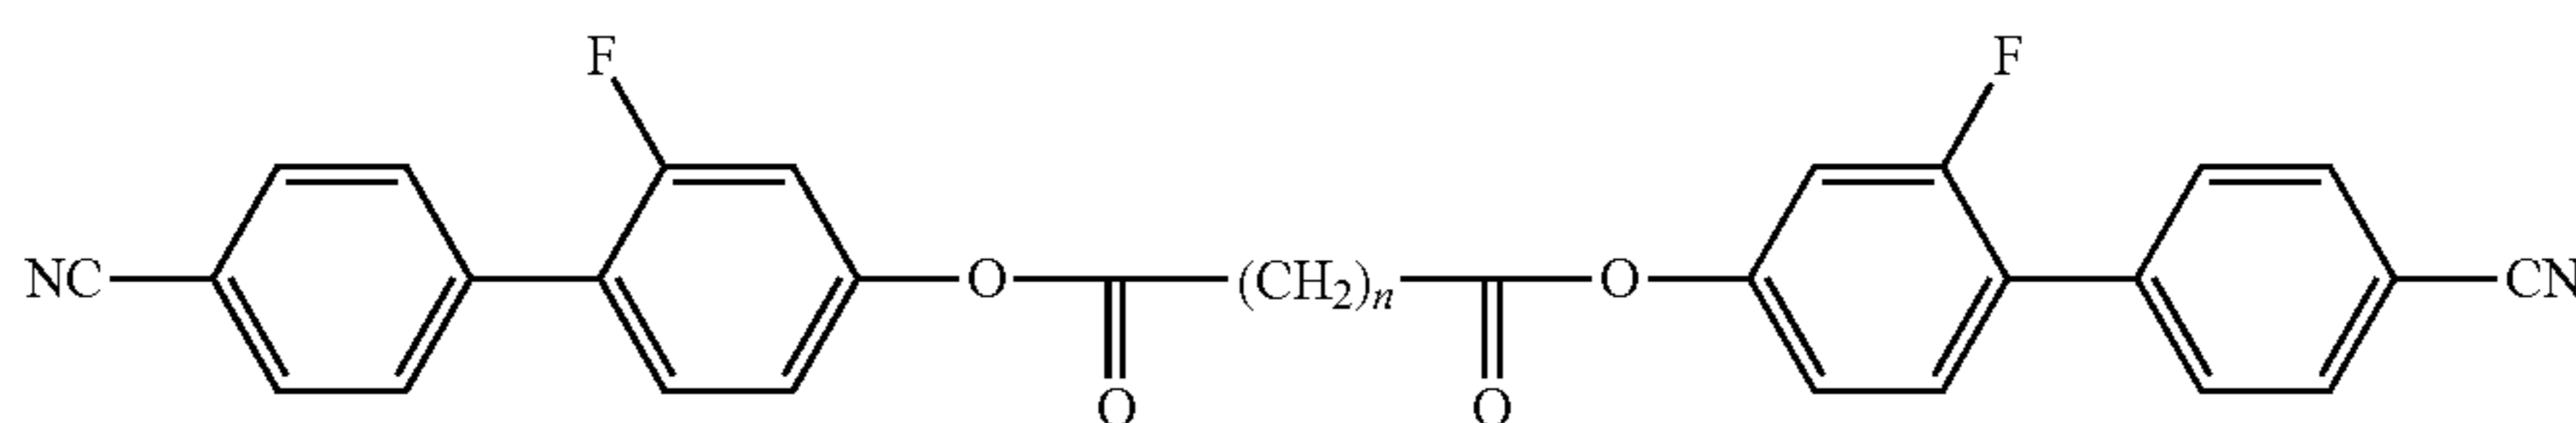 F F
NC O (CH₂)ₙ O CN
O O